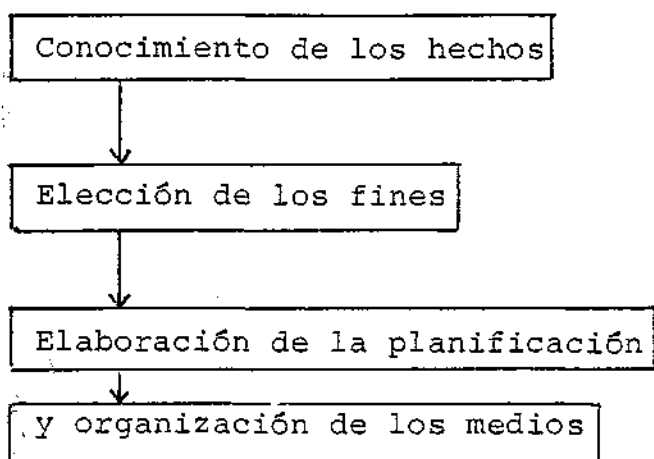 Conocimiento de los hechos
Elección de los fines
Elaboración de la planificación
y organización de los medios